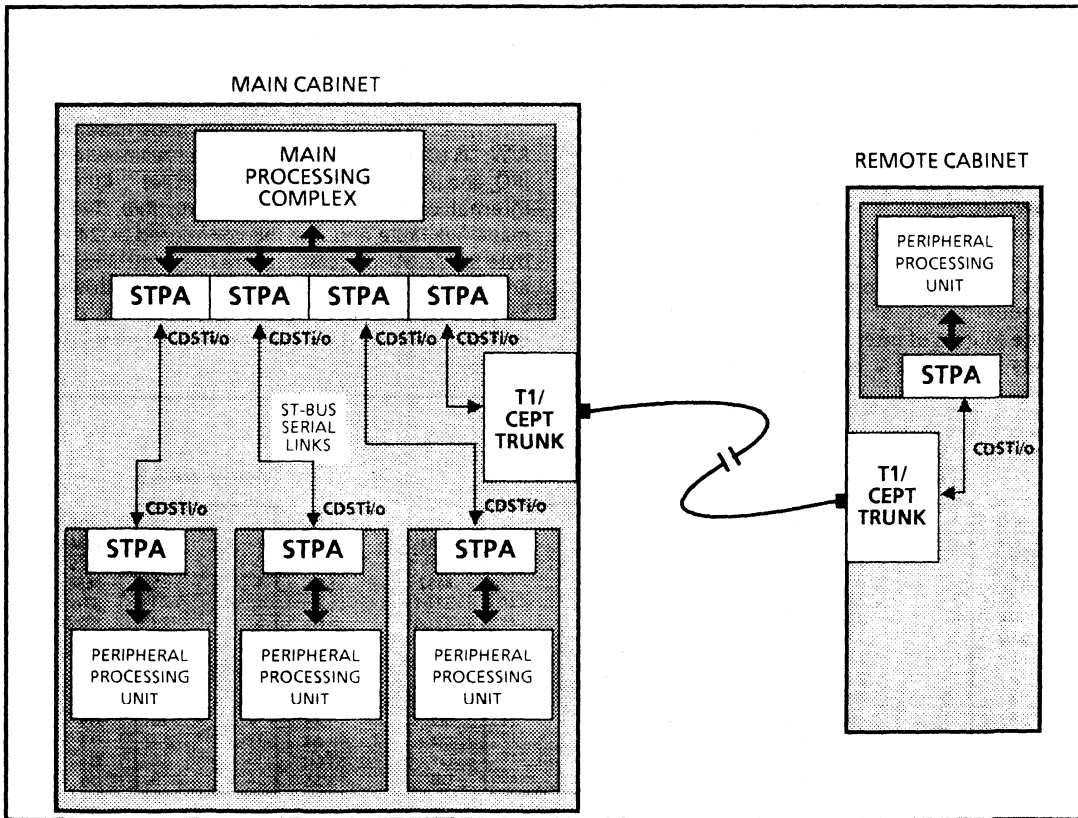 MAIN CABINET
MAIN
PROCESSING
COMPLEX
STPA STPA STPA STPA
CDSTi/o CDSTi/o CDSTi/o CDSTi/o
ST-BUS
SERIAL
LINKS
T1/
CEPT
TRUNK
CDSTi/o CDSTi/o CDSTi/o
STPA STPA STPA
PERIPHERAL
PROCESSING
UNIT
PERIPHERAL
PROCESSING
UNIT
PERIPHERAL
PROCESSING
UNIT
REMOTE CABINET
PERIPHERAL
PROCESSING
UNIT
STPA
CDSTi/o
T1/
CEPT
TRUNK